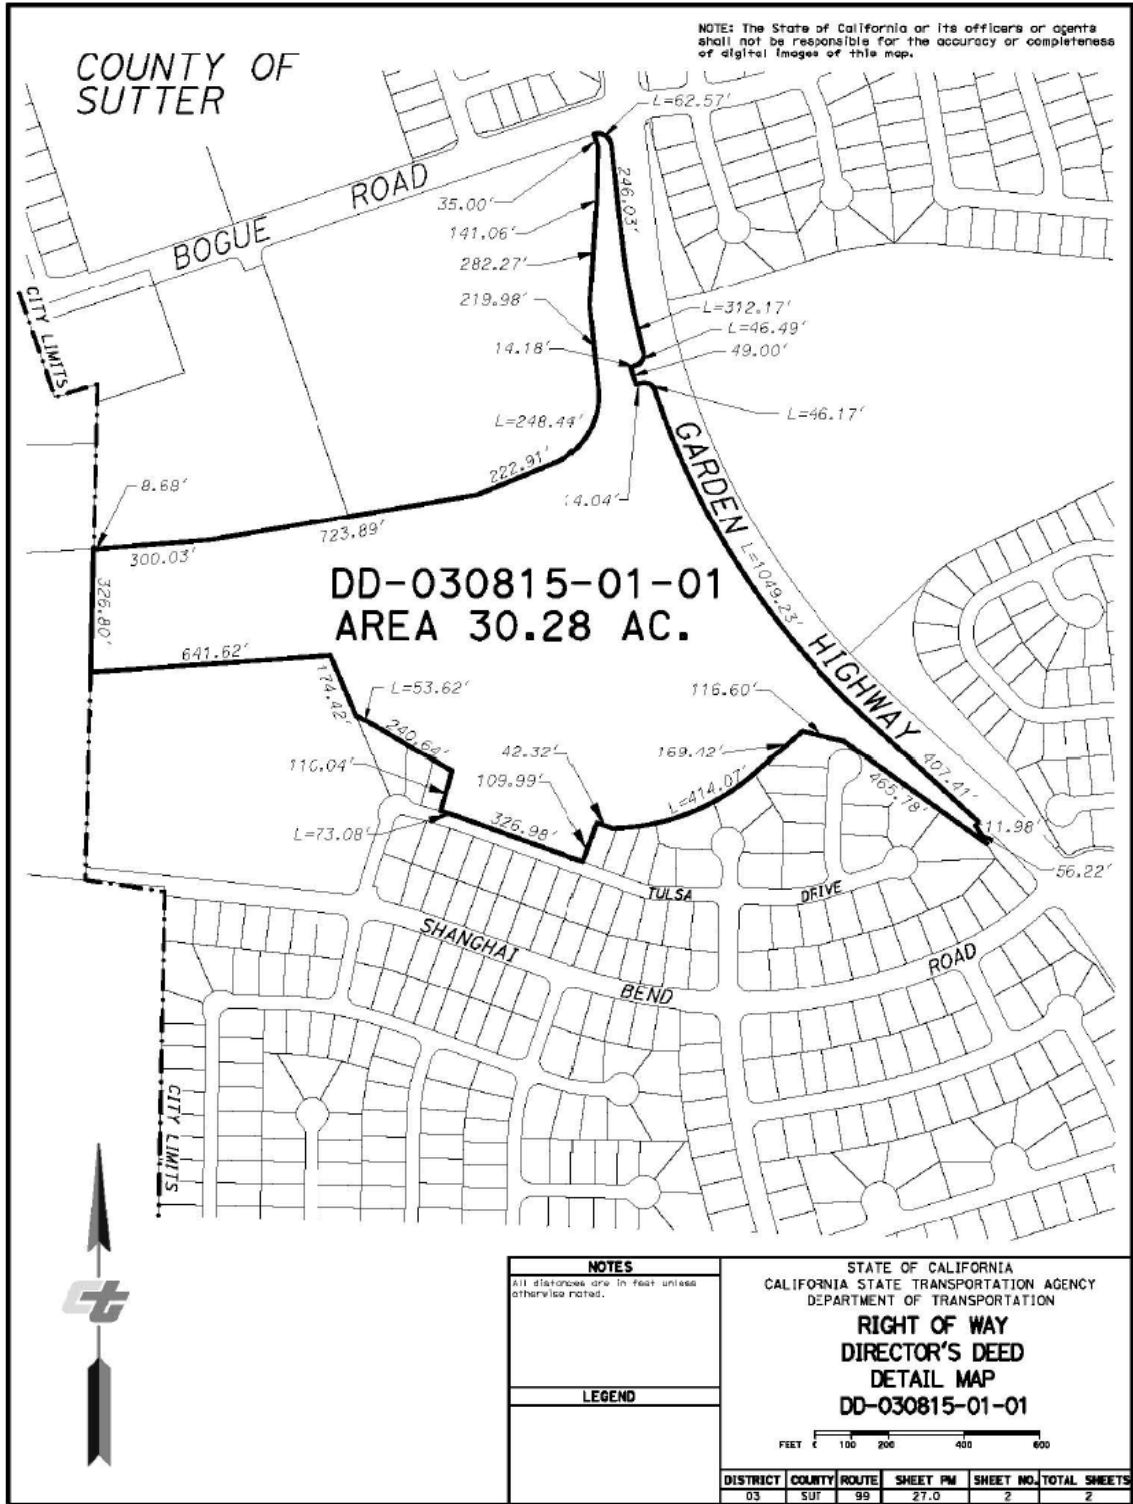 NOTE: The State of California or its officers or agents
shall not be responsible for the accuracy or completeness
of digital images of this map.
COUNTY OF
SUTTER
L=62.57'
BOGUE ROAD
35.00'
246.03'
141.06'
282.27'
219.98'
CITY LIMITS
L=312.17'
L=46.49'
14.18'
49.00'
L=46.17'
L=248.44'
GARDEN HIGHWAY
222.91'
8.68'
14.04'
723.89'
300.03'
L=1049.23'
DD-030815-01-01
AREA 30.28 AC.
326.80'
641.62'
174.42'
L=53.62'
116.60'
240.64'
42.32'
169.42'
110.04'
109.99'
L=414.07'
407.41'
465.78'
L=73.08'
326.98'
11.98'
56.22'
TULSA DRIVE
SHANGHAI BEND ROAD
CITY LIMITS
Ct
NOTES
All distances are in feet unless
otherwise noted.
LEGEND
STATE OF CALIFORNIA
CALIFORNIA STATE TRANSPORTATION AGENCY
DEPARTMENT OF TRANSPORTATION
RIGHT OF WAY
DIRECTOR'S DEED
DETAIL MAP
DD-030815-01-01
FEET 0 100 200 400 600
DISTRICT COUNTY ROUTE SHEET PM SHEET NO. TOTAL SHEETS
03 SUT 99 27.0 2 2